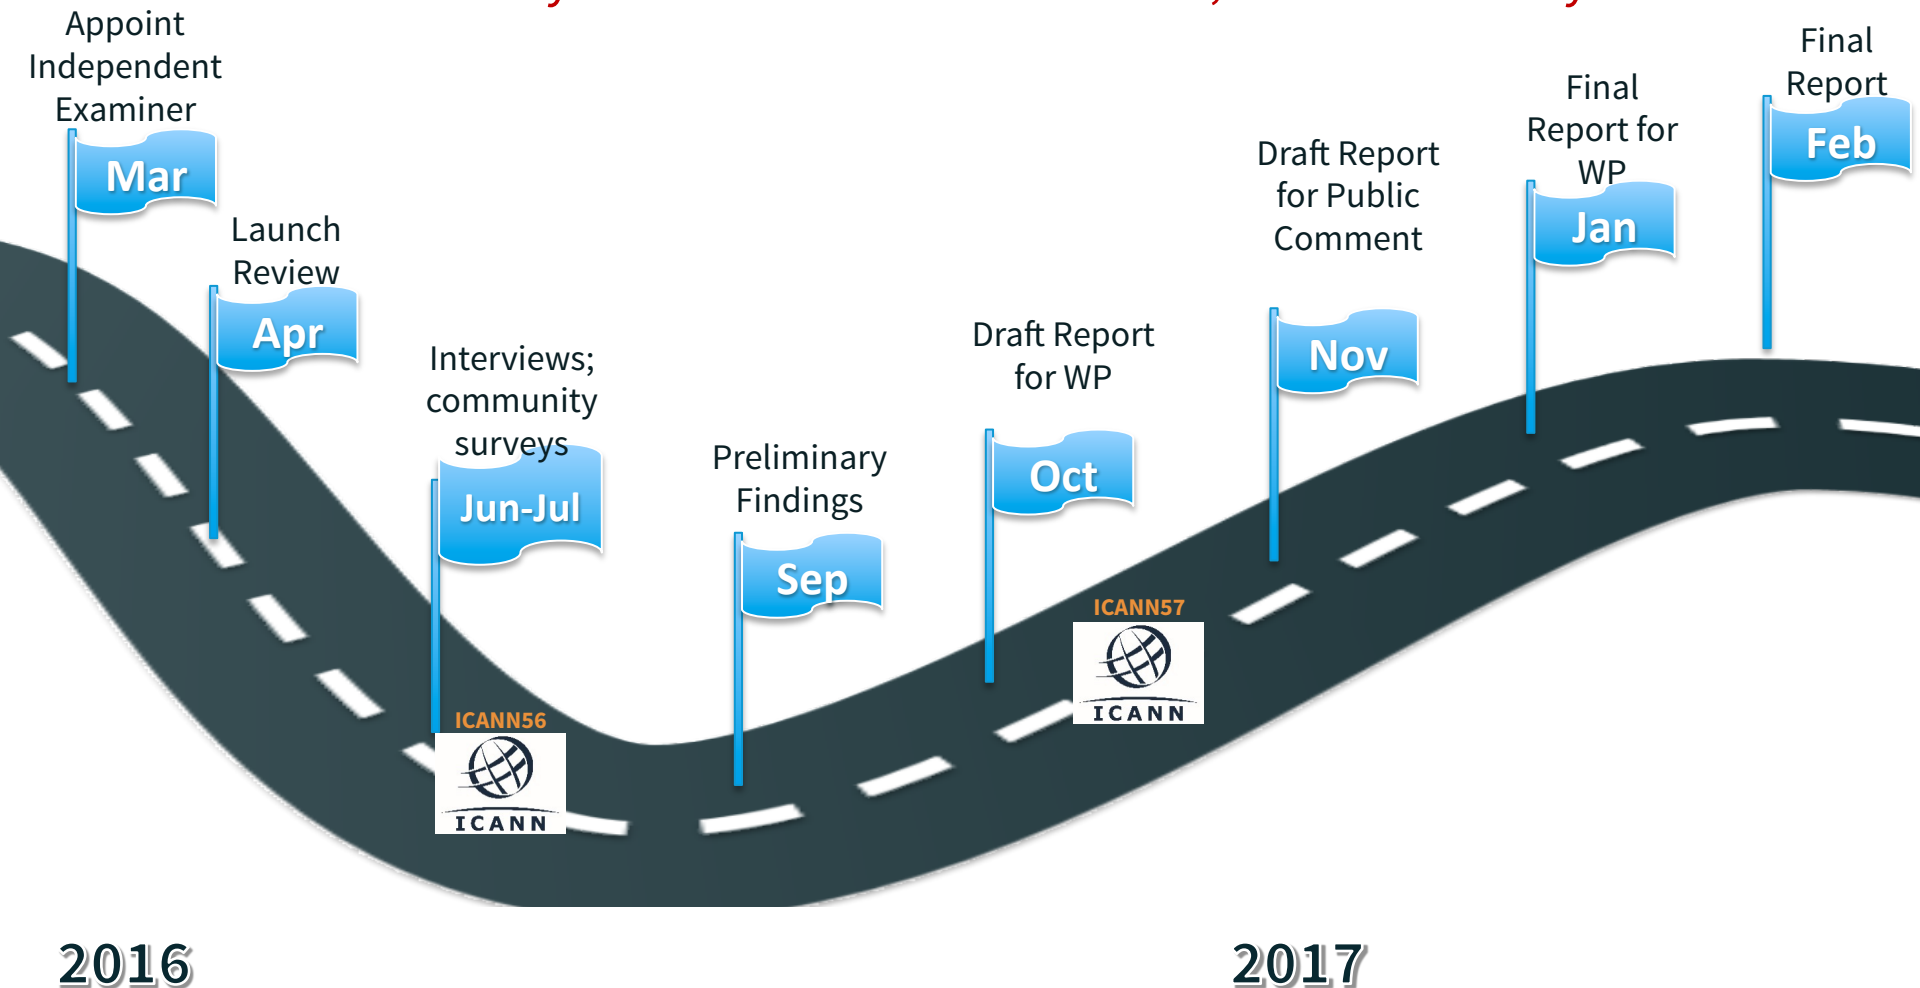 Appoint
Independent
Examiner
Mar
Launch
Review
Apr
Interviews;
community
surveys
Jun-Jul
ICANN56
ICANN
Preliminary
Findings
Sep
Draft Report
for WP
Oct
ICANN57
ICANN
Draft Report
for Public
Comment
Nov
Final
Report for
WP
Jan
Final
Report
Feb
2016
2017